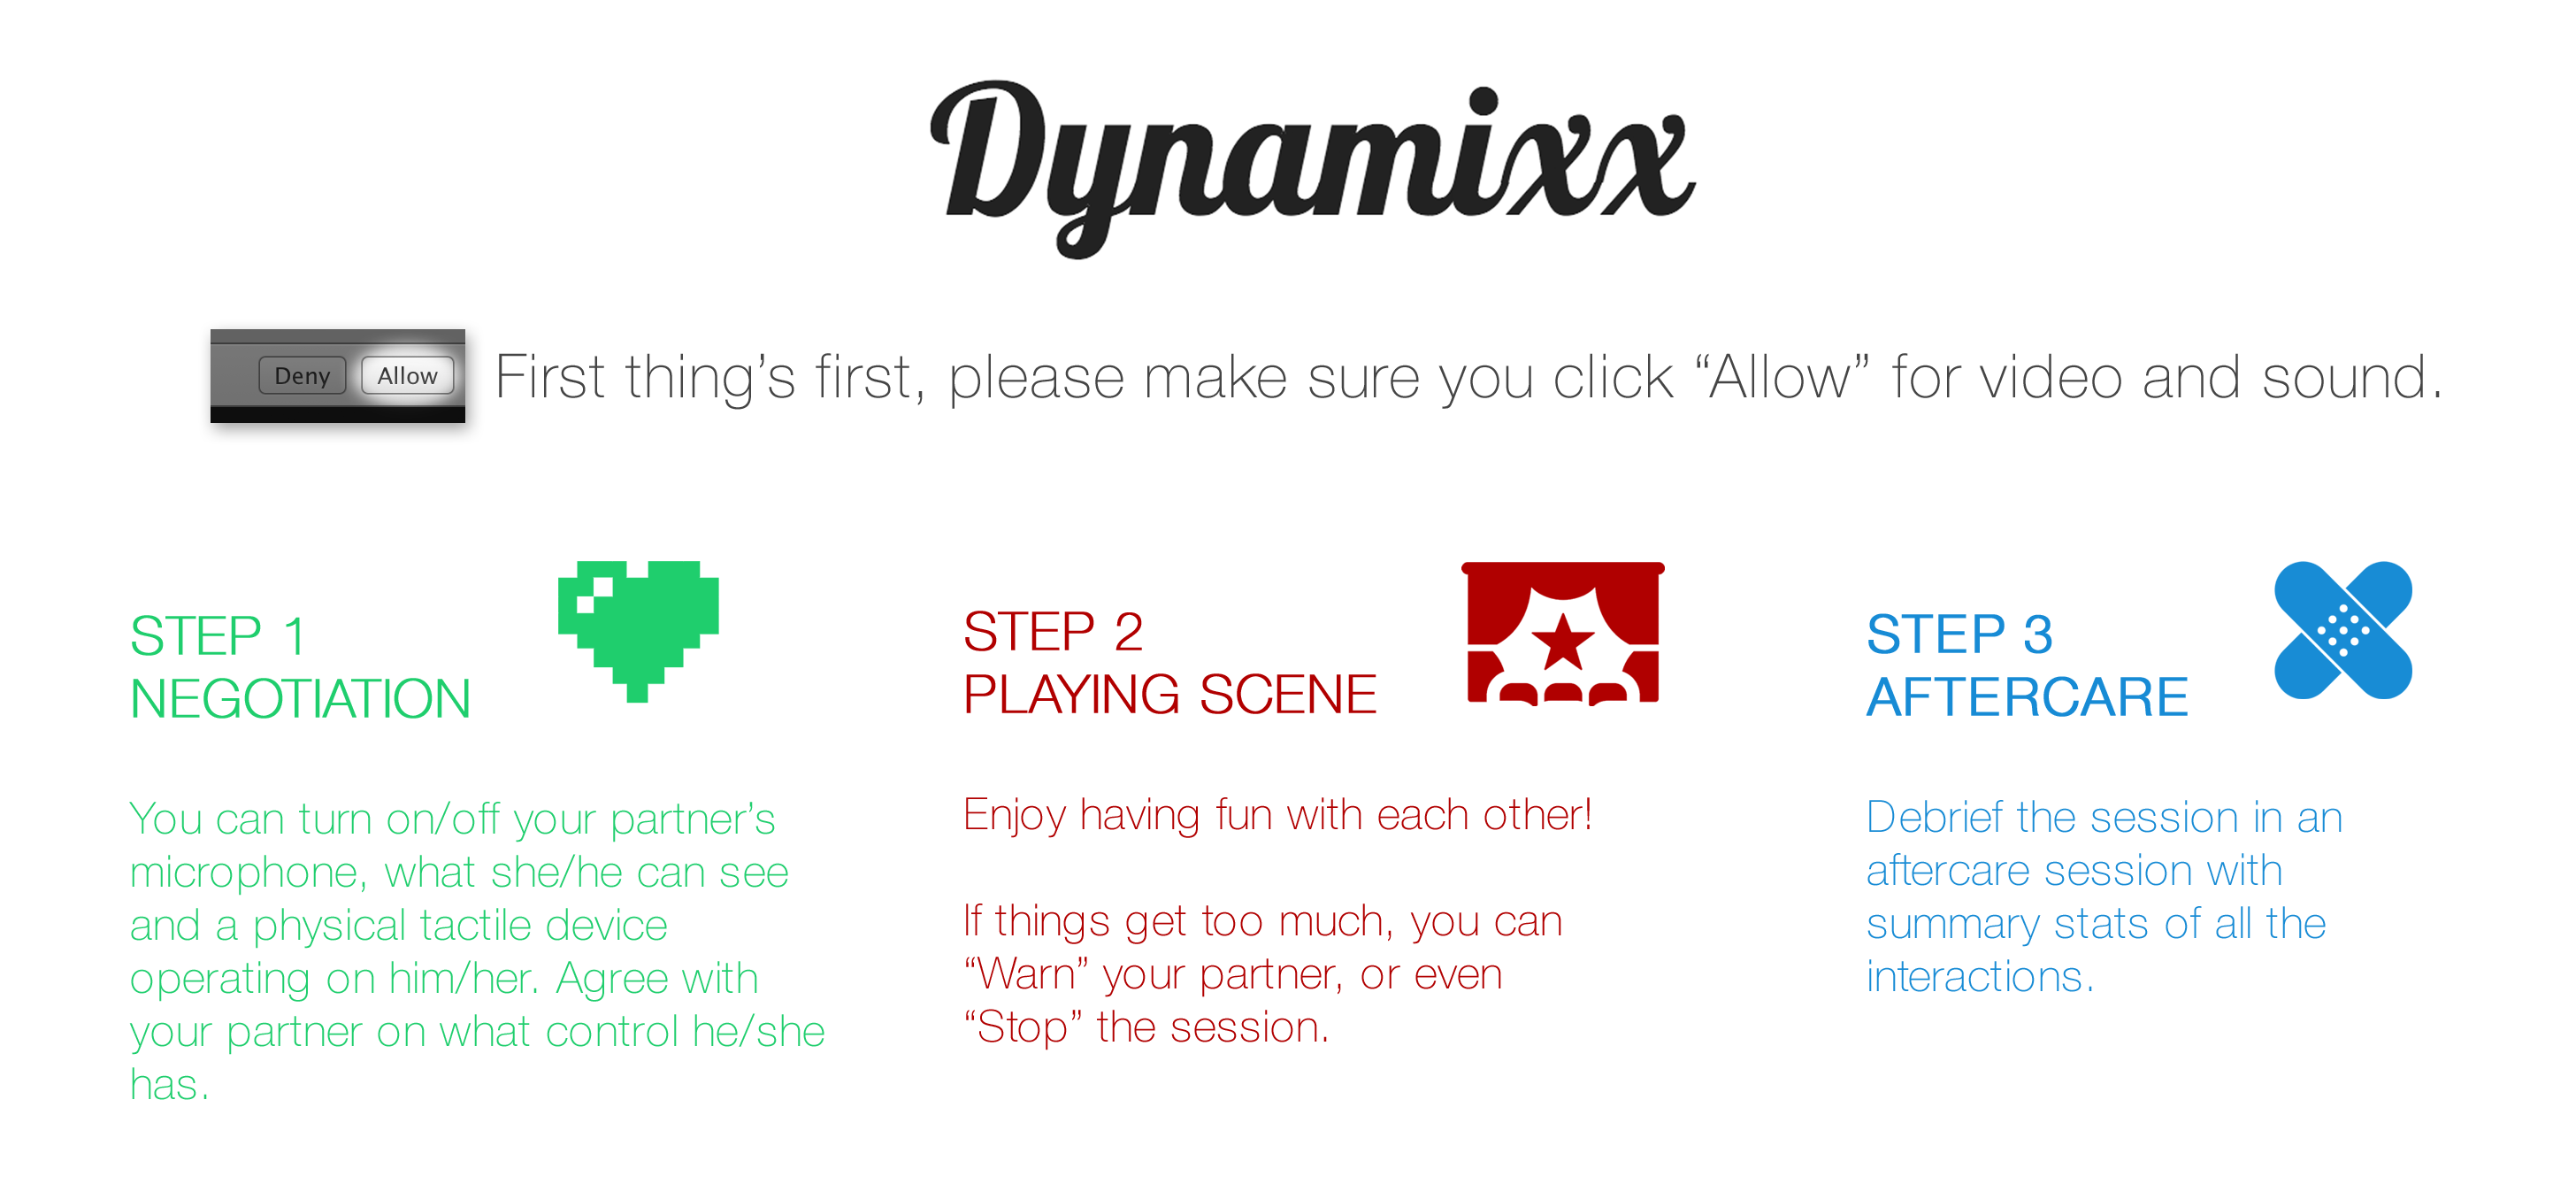 Dynamixx
Deny Allow
First thing’s first, please make sure you click “Allow” for video and sound.
STEP 1
NEGOTIATION
You can turn on/off your partner’s
microphone, what she/he can see
and a physical tactile device
operating on him/her. Agree with
your partner on what control he/she
has.
STEP 2
PLAYING SCENE
Enjoy having fun with each other!
If things get too much, you can
“Warn” your partner, or even
“Stop” the session.
STEP 3
AFTERCARE
Debrief the session in an
aftercare session with
summary stats of all the
interactions.